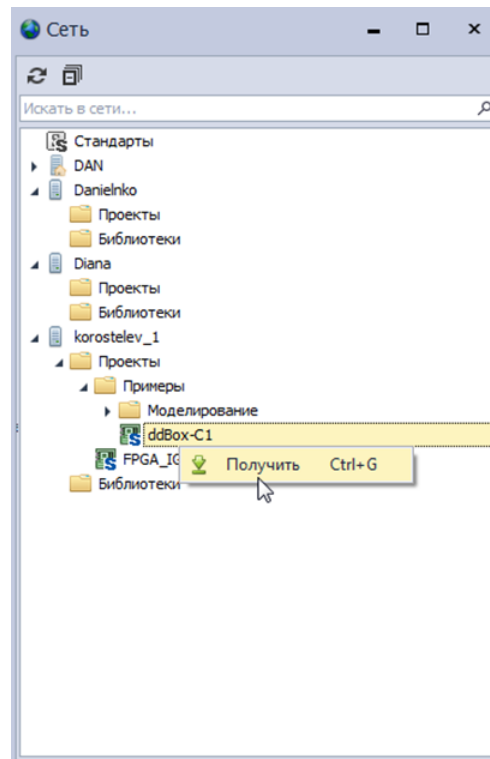 Сеть
Искать в сети...
Стандарты
DAN
Danielnko
Проекты
Библиотеки
Diana
Проекты
Библиотеки
korostelev_1
Проекты
Примеры
Моделирование
ddBox-C1
FPGA_IG
Получить Ctrl+G
Библиотеки